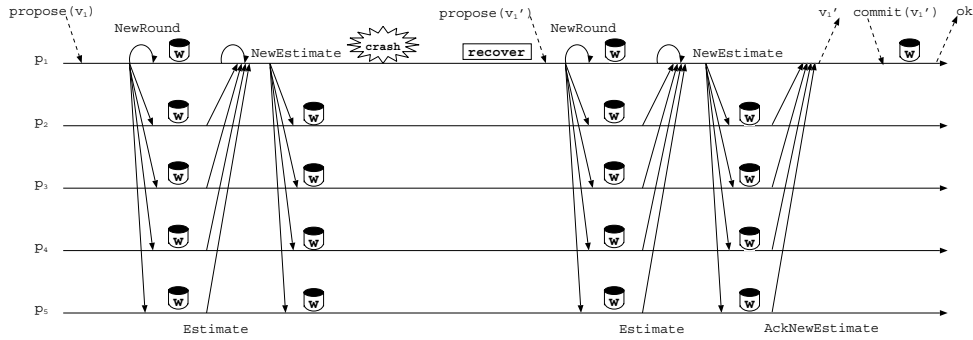 propose(v₁) propose(v₁') v₁' commit(v₁') ok
NewRound W NewEstimate crash recover NewRound W NewEstimate W
p₁
p₂ W W W W
p₃ W W W W
p₄ W W W W
p₅ W W W W
Estimate Estimate AckNewEstimate